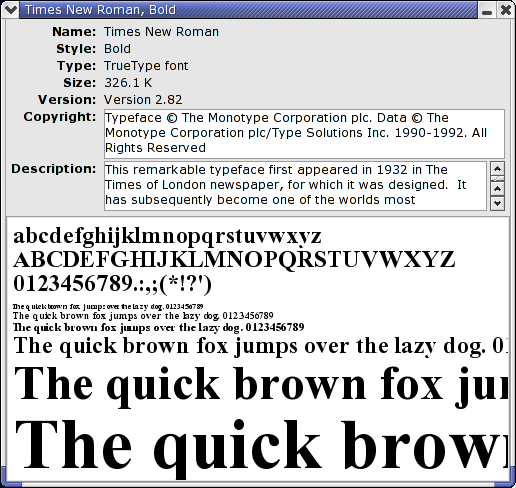 Times New Roman, Bold
Name: Times New Roman
Style: Bold
Type: TrueType font
Size: 326.1 K
Version: Version 2.82
Copyright: Typeface © The Monotype Corporation plc. Data © The
Monotype Corporation plc/Type Solutions Inc. 1990-1992. All
Rights Reserved
Description: This remarkable typeface first appeared in 1932 in The
Times of London newspaper, for which it was designed. It
has subsequently become one of the worlds most
abcdefghijklmnopqrstuvwxyz
ABCDEFGHIJKLMNOPQRSTUVWXYZ
0123456789.:,;(*!?')
The quick brown fox jumps over the lazy dog. 0123456789
The quick brown fox jumps over the lazy dog. 0123456789
The quick brown fox jumps over the lazy dog. 0123456789
The quick brown fox jumps over the lazy dog. 01
The quick brown fox jum
The quick brown